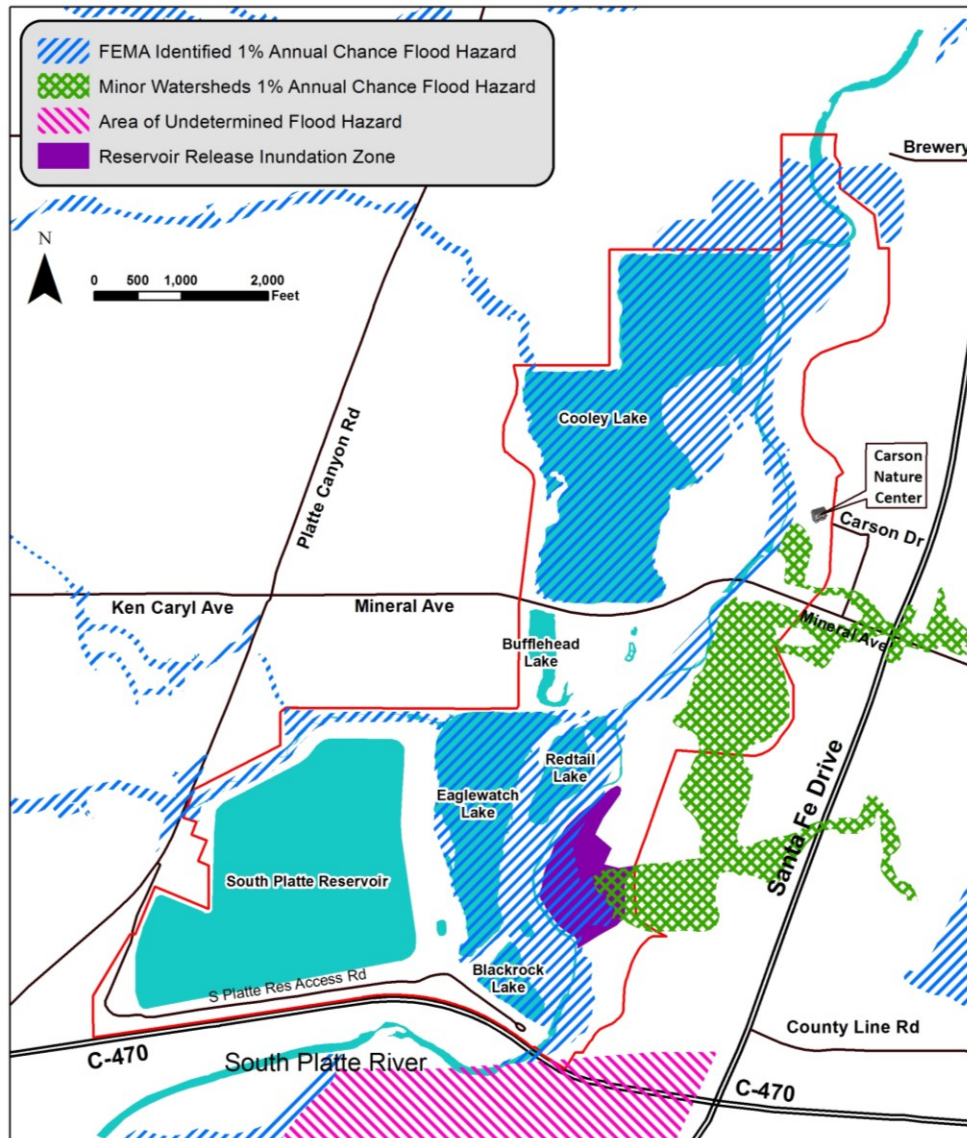 FEMA Identified 1% Annual Chance Flood Hazard
Minor Watersheds 1% Annual Chance Flood Hazard
Area of Undetermined Flood Hazard
Reservoir Release Inundation Zone
Brewery
N
0 500 1,000 2,000
Feet
Platte Canyon Rd
Cooley Lake
Carson
Nature
Center
Carson Dr
Ken Caryl Ave
Mineral Ave
Mineral Ave
Bufflehead
Lake
Redtail
Lake
Eaglewatch
Lake
Santa Fe Drive
South Platte Reservoir
Blackrock
Lake
S Platte Res Access Rd
County Line Rd
C-470
South Platte River
C-470